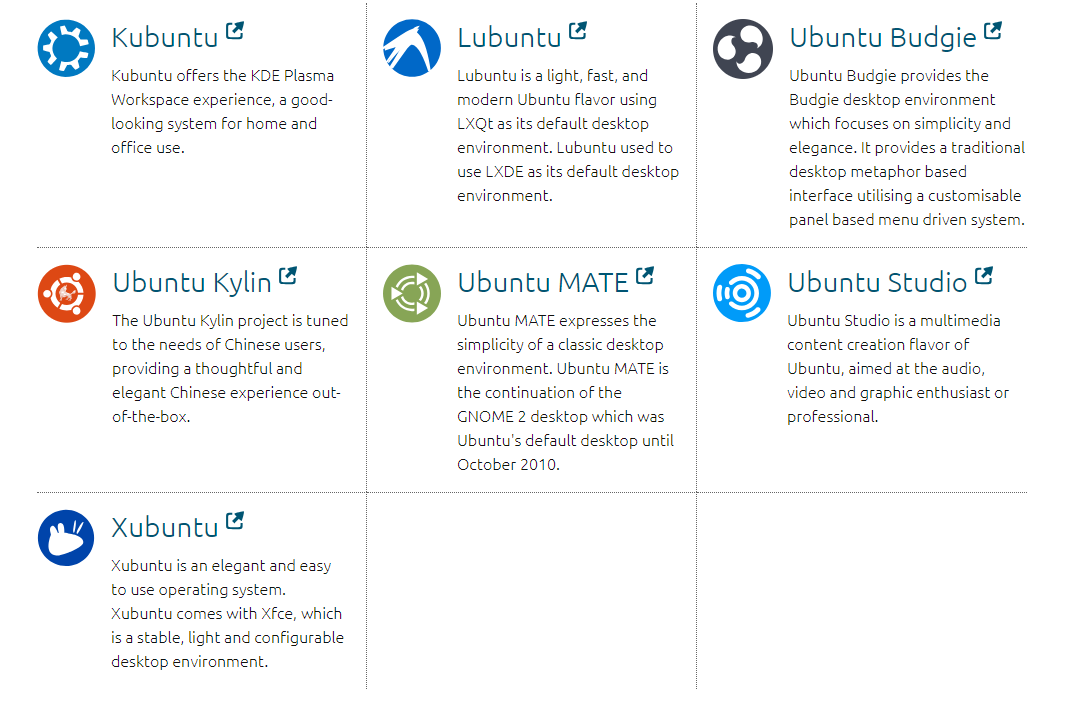 Kubuntu
Kubuntu offers the KDE Plasma
Workspace experience, a good-
looking system for home and
office use.
Lubuntu
Lubuntu is a light, fast, and
modern Ubuntu flavor using
LXQt as its default desktop
environment. Lubuntu used to
use LXDE as its default desktop
environment.
Ubuntu Budgie
Ubuntu Budgie provides the
Budgie desktop environment
which focuses on simplicity and
elegance. It provides a traditional
desktop metaphor based
interface utilising a customisable
panel based menu driven system.
Ubuntu Kylin
The Ubuntu Kylin project is tuned
to the needs of Chinese users,
providing a thoughtful and
elegant Chinese experience out-
of-the-box.
Ubuntu MATE
Ubuntu MATE expresses the
simplicity of a classic desktop
environment. Ubuntu MATE is
the continuation of the
GNOME 2 desktop which was
Ubuntu's default desktop until
October 2010.
Ubuntu Studio
Ubuntu Studio is a multimedia
content creation flavor of
Ubuntu, aimed at the audio,
video and graphic enthusiast or
professional.
Xubuntu
Xubuntu is an elegant and easy
to use operating system.
Xubuntu comes with Xfce, which
is a stable, light and configurable
desktop environment.